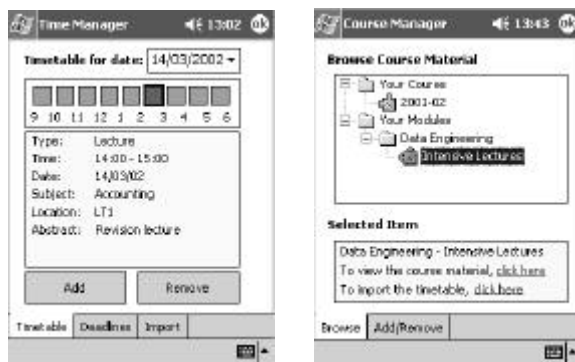 Time Manager 13:02 ok
Timetable for date: 14/03/2002
9 10 11 12 1 2 3 4 5 6
Type: Lecture
Time: 14:00 - 15:00
Date: 14/03/02
Subject: Accounting
Location: LT1
Abstract: Revision lecture
Add Remove
Timetable Deadlines Import
Course Manager 13:43 ok
Browse Course Material
Your Course
2001-02
Your Modules
Data Engineering
Intensive Lectures
Selected Item
Data Engineering - Intensive Lectures
To view the course material, click here
To import the timetable, click here
Browse Add/Remove